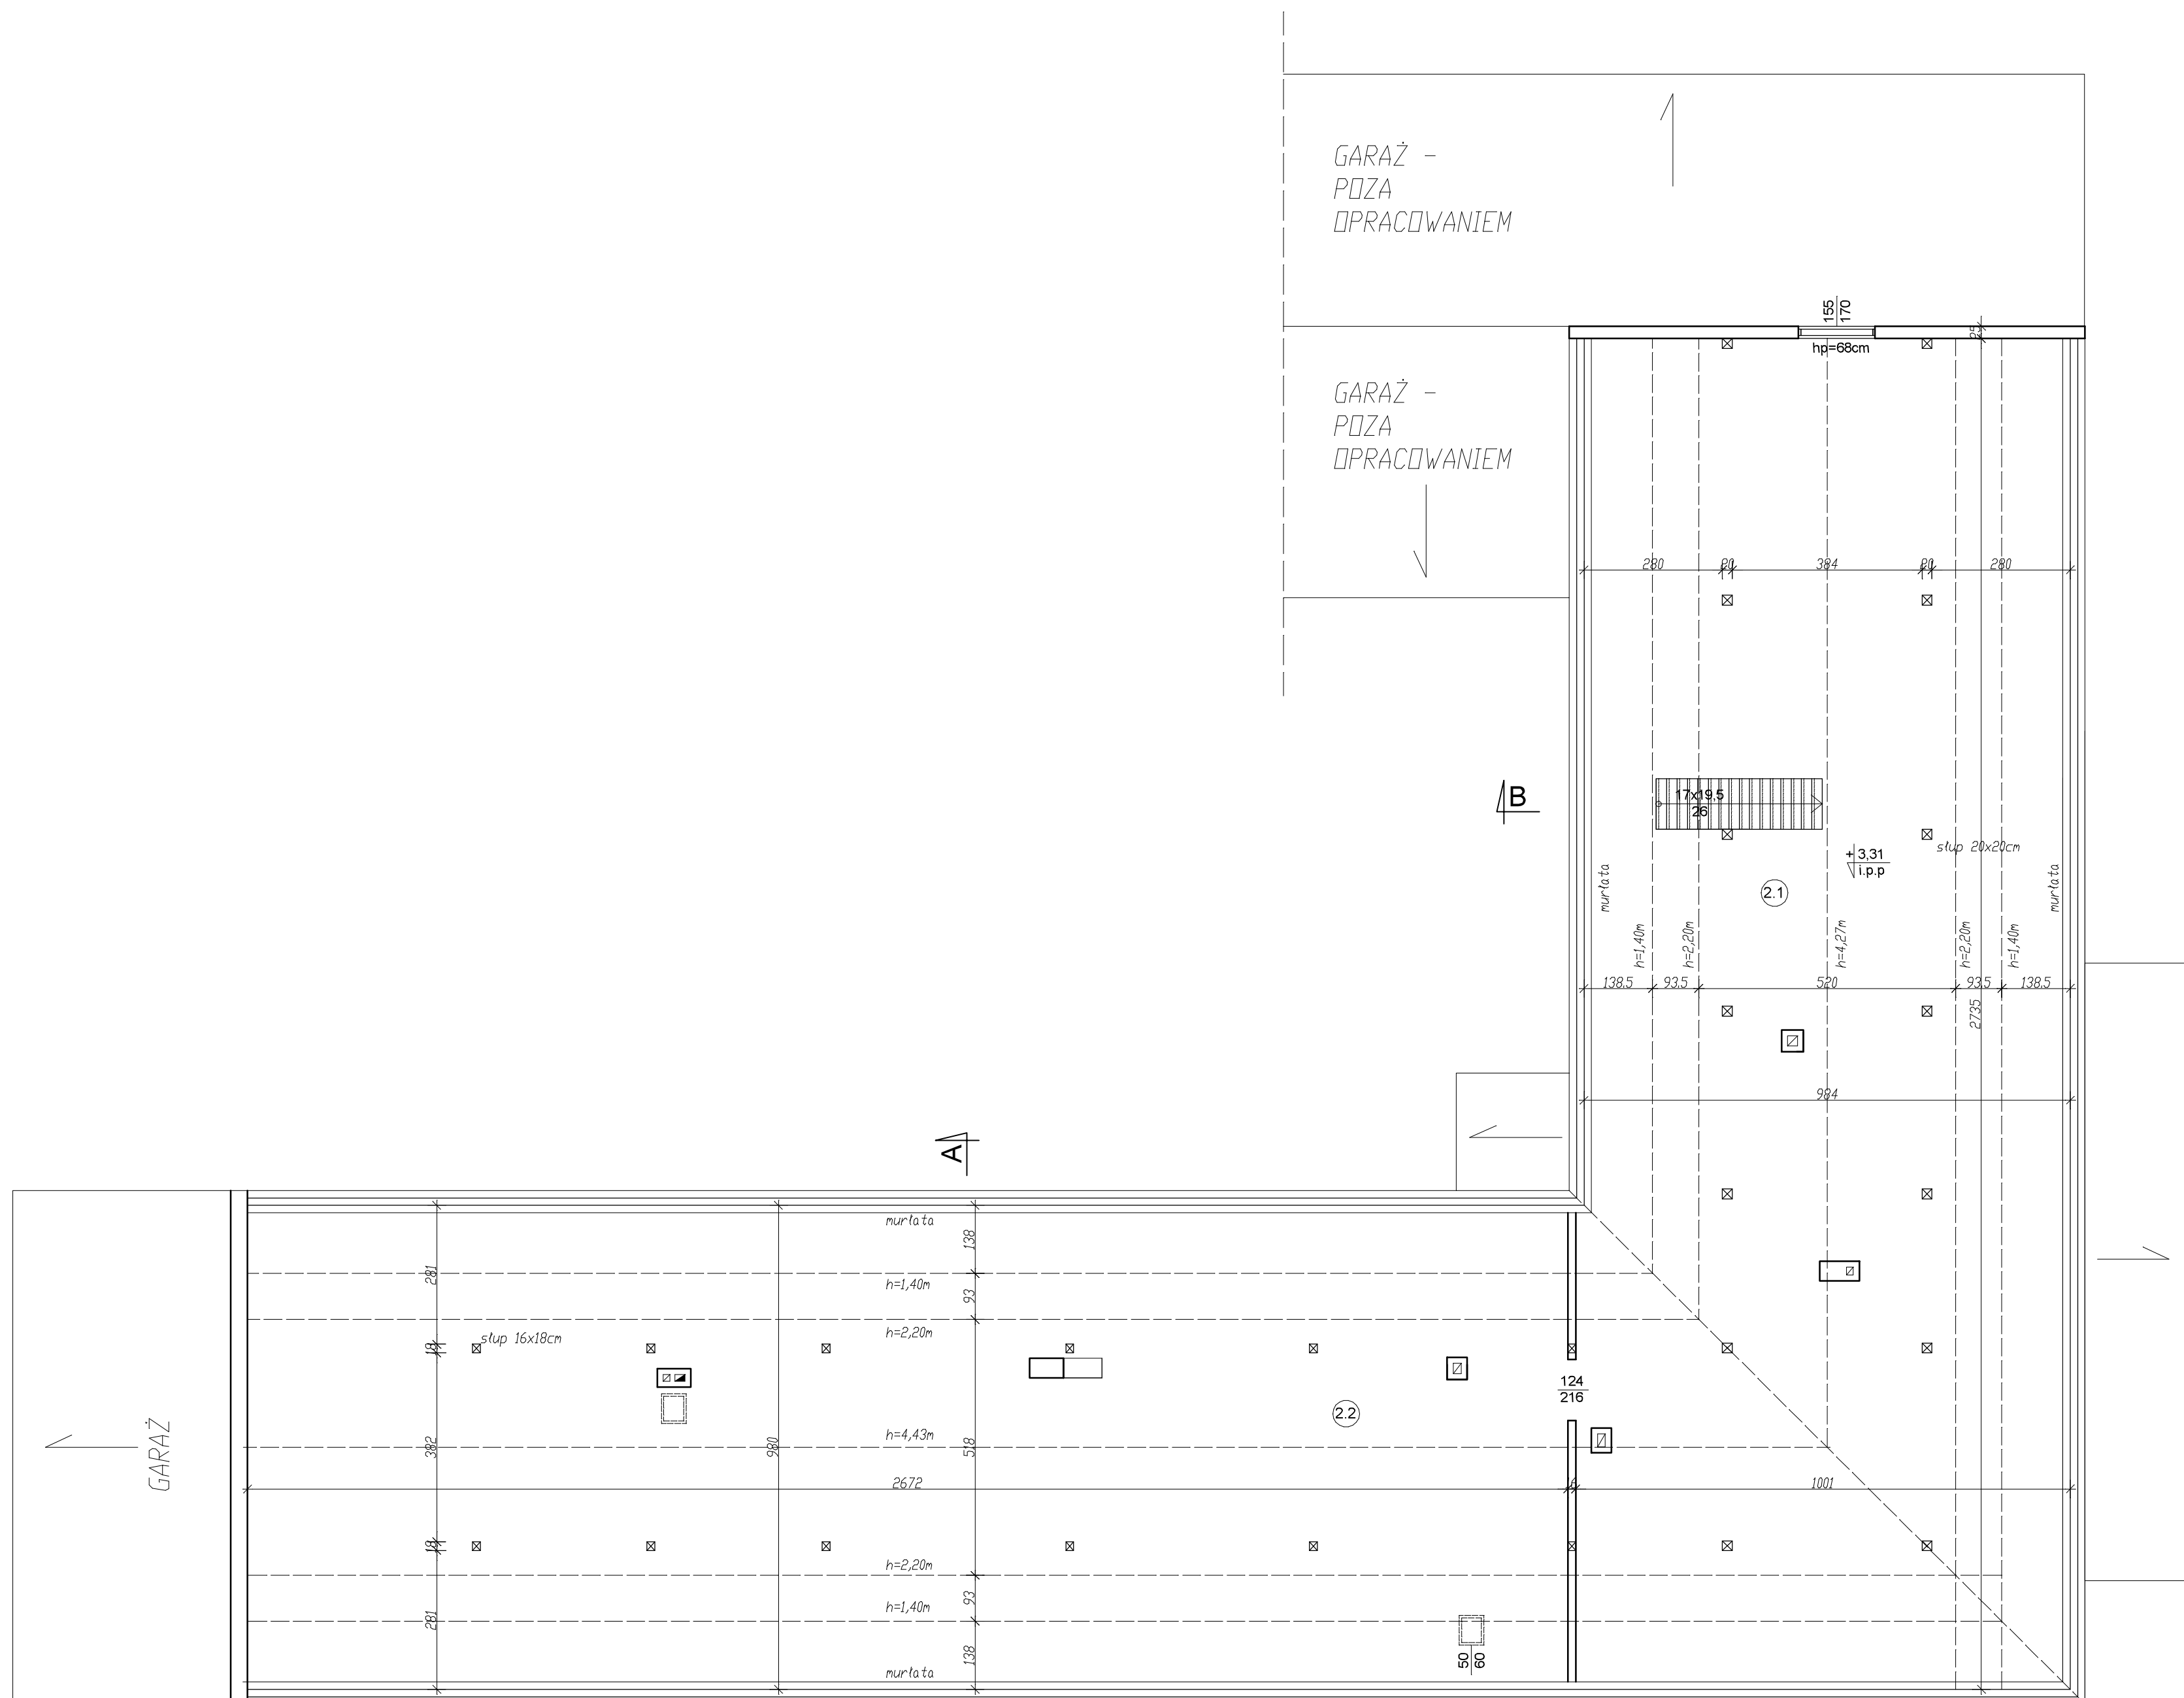 GARAŻ -
POZA
OPRACOWANIEM
155
170
25
hp=68cm
GARAŻ -
POZA
OPRACOWANIEM
280
20
384
20
280
B
17x19,5
26
słup 20x20cm
+ 3,31
i.p.p
murłata
murłata
2.1
h=1,40m
h=2,20m
h=4,27m
h=2,20m
h=1,40m
138.5
93.5
520
93.5
138.5
2735
984
A
murłata
138
281
h=1,40m
93
h=2,20m
słup 16x18cm
18
124
216
2.2
h=4,43m
GARAŻ
382
980
518
2672
16
1001
18
h=2,20m
93
h=1,40m
281
138
50
60
murłata